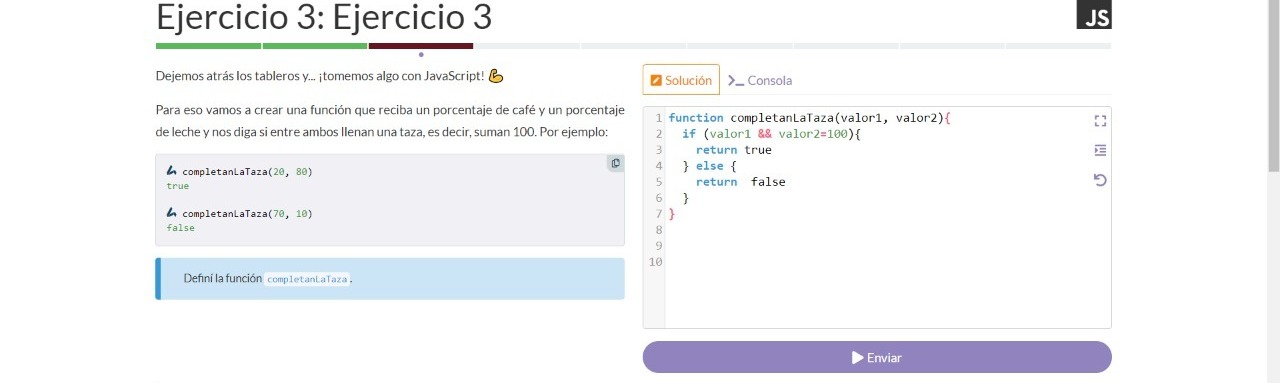 Ejercicio 3: Ejercicio 3
JS
Dejemos atrás los tableros y... ¡tomemos algo con JavaScript! 💪
Para eso vamos a crear una función que reciba un porcentaje de café y un porcentaje
de leche y nos diga si entre ambos llenan una taza, es decir, suman 100. Por ejemplo:
completanLaTaza(20, 80)
true
completanLaTaza(70, 10)
false
Definí la función completanLaTaza.
Solución
>_ Consola
1 function completanLaTaza(valor1, valor2){
2   if (valor1 && valor2=100){
3     return true
4   } else {
5     return  false
6   }
7 }
8
9
10
Enviar